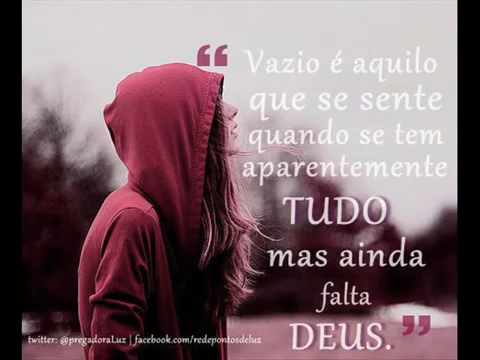 “ Vazio é aquilo
que se sente
quando se tem
aparentemente
TUDO
mas ainda
falta
DEUS. ”
twitter: @pregadoraLuz | facebook.com/redepontosdeluz